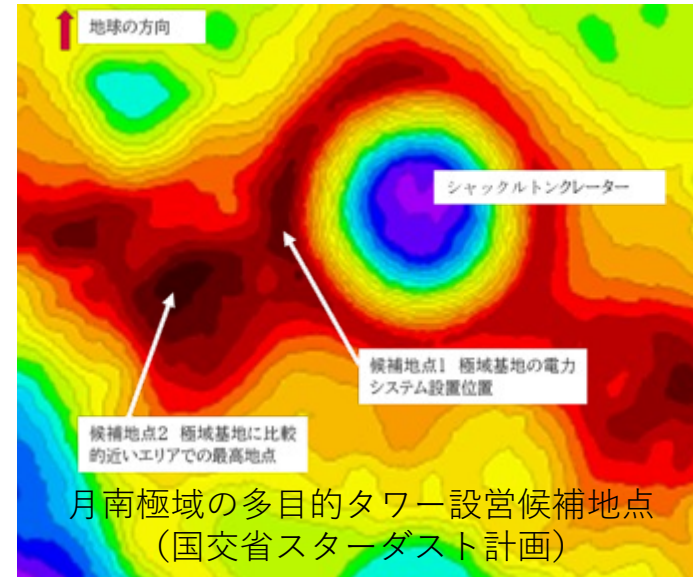 地球の方向
シャックルトンクレーター
候補地点1 極域基地の電力
システム設置位置
候補地点2 極域基地に比較
的近いエリアでの最高地点
月南極域の多目的タワー設営候補地点
（国交省スターダスト計画）